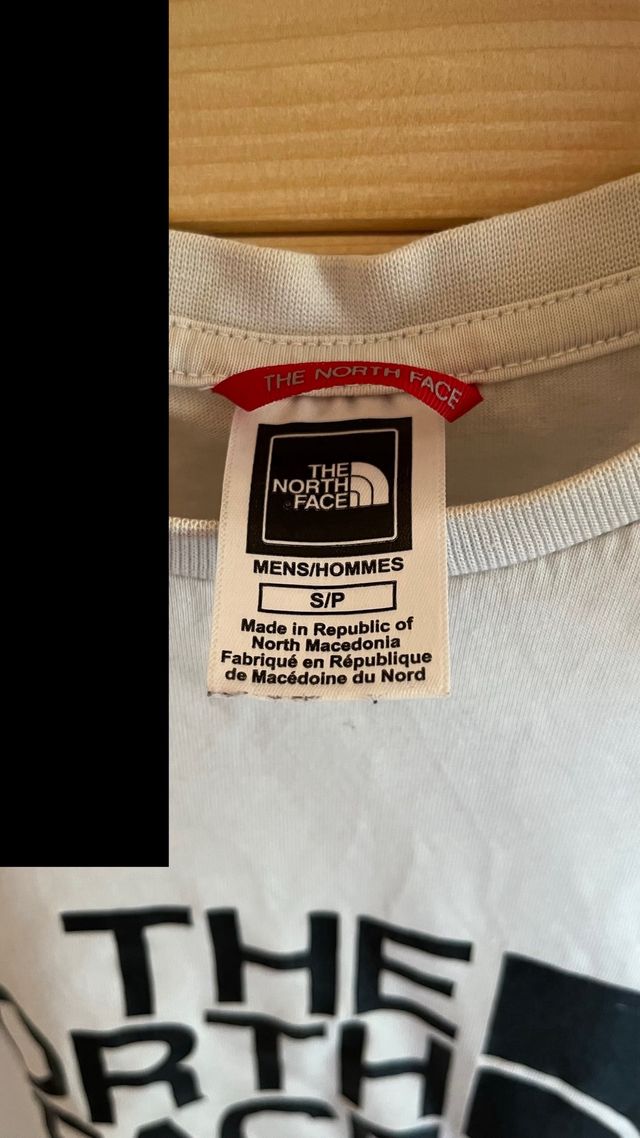 THE NORTH FACE
THE
NORTH
FACE
MENS/HOMMES
S/P
Made in Republic of
North Macedonia
Fabriqué en République
de Macédoine du Nord
THE
ORTH